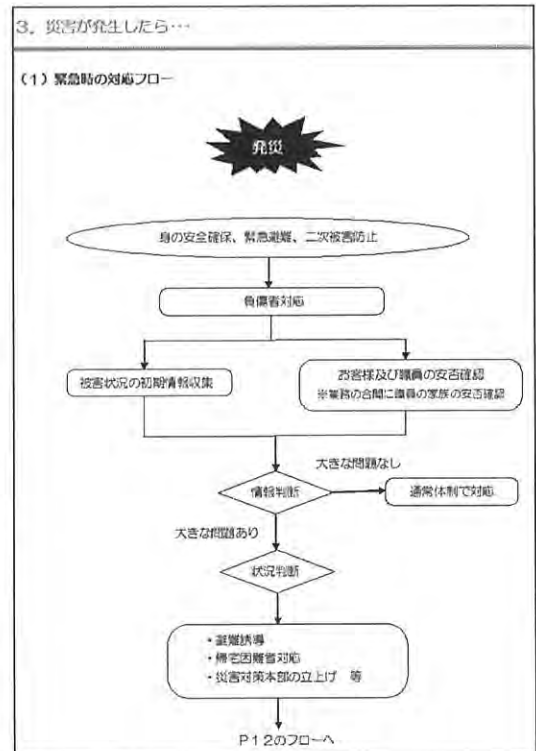 3．災害が発生したら…
（1）緊急時の対応フロー
発災
身の安全確保、緊急避難、二次被害防止
負傷者対応
被害状況の初期情報収集
お客様及び職員の安否確認
※業務の合間に職員の家族の安否確認
大きな問題なし
情報判断
通常体制で対応
大きな問題あり
状況判断
・避難誘導
・帰宅困難者対応
・災害対策本部の立上げ　等
P12のフローへ